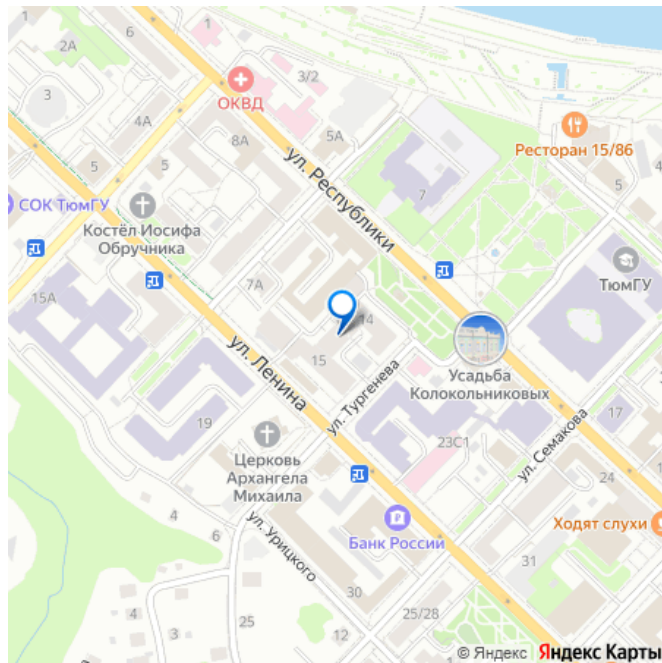 1
6
2А
3/2
ОКВД
3
4А
5А
8А
Ресторан 15/86
ул. Республики
5
7
5
СОК ТюмГУ
Костёл Иосифа
Обручника
ТюмГУ
7А
15А
14
ул. Ленина
15
Усадьба
Колокольниковых
ул. Тургенева
17
19
23С1
ул. Семакова
Церковь
Архангела
Михаила
24
4
6
ул. Урицкого
Банк России
Ходят слухи
31
3
30
25
25/28
4
12
3
© Яндекс Яндекс Карты